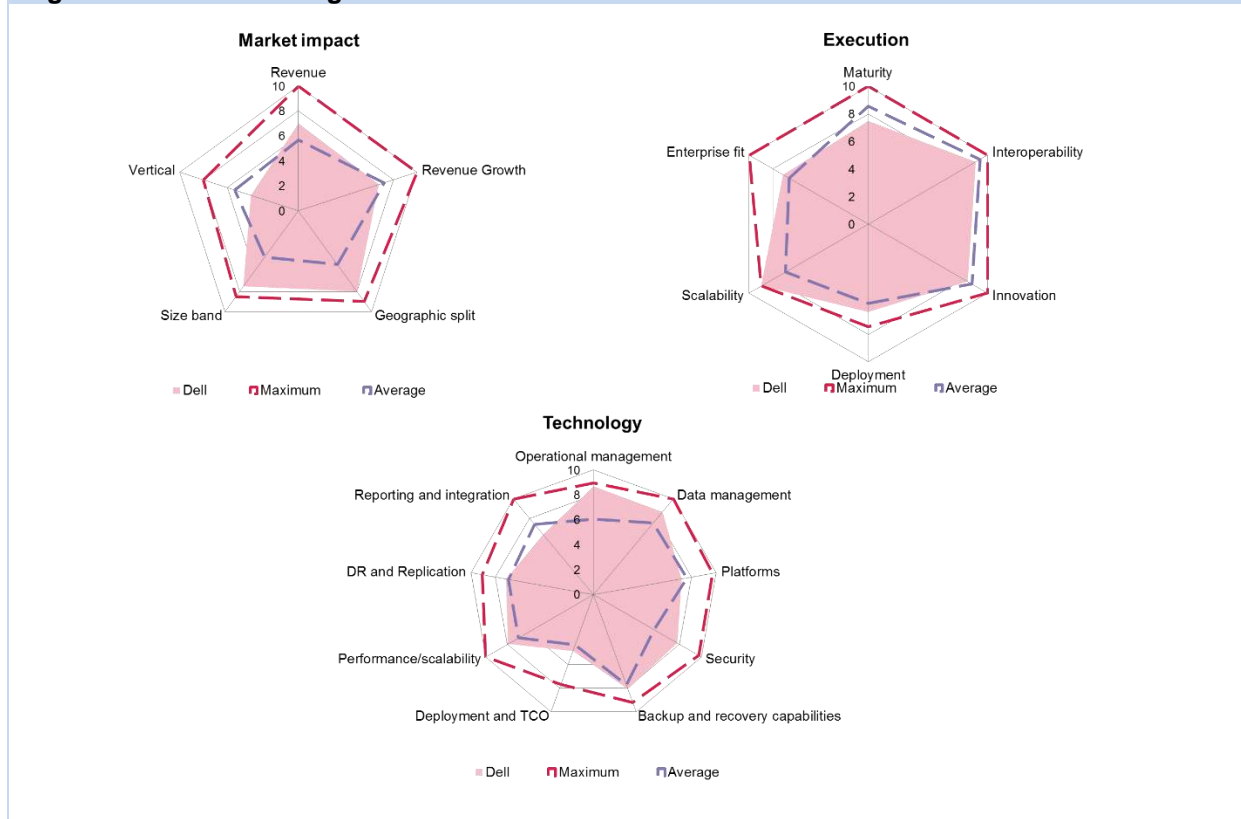 Market impact
Revenue
10
8
6
4
2
0
Vertical
Revenue Growth
Size band
Geographic split
Dell Maximum Average
Execution
Maturity
10
8
6
4
2
0
Enterprise fit
Interoperability
Scalability
Innovation
Deployment
Dell Maximum Average
Technology
Operational management
10
8
6
4
2
0
Reporting and integration
Data management
DR and Replication
Platforms
Performance/scalability
Security
Deployment and TCO
Backup and recovery capabilities
Dell Maximum Average